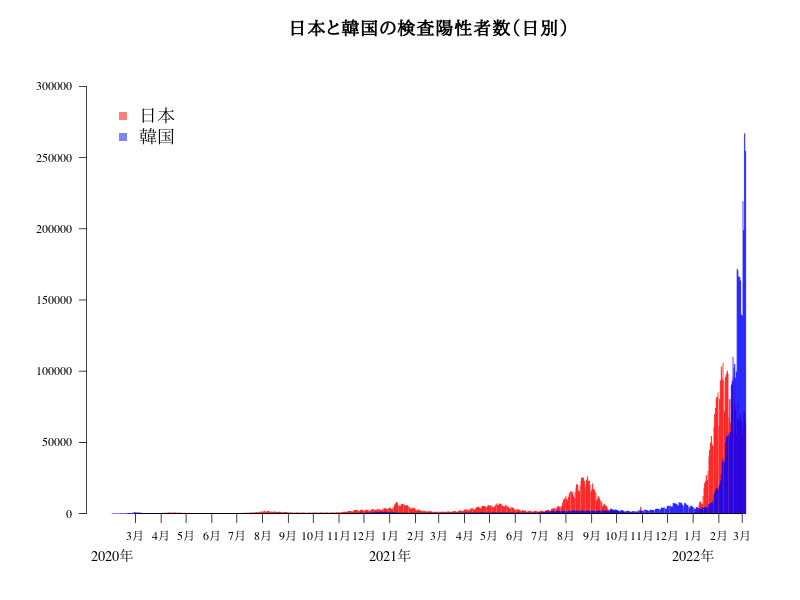 日本と韓国の検査陽性者数（日別）
300000
250000
200000
150000
100000
50000
0
日本
韓国
3月 4月 5月 6月 7月 8月 9月 10月 11月 12月 1月 2月 3月 4月 5月 6月 7月 8月 9月 10月 11月 12月 1月 2月 3月
2020年 2021年 2022年